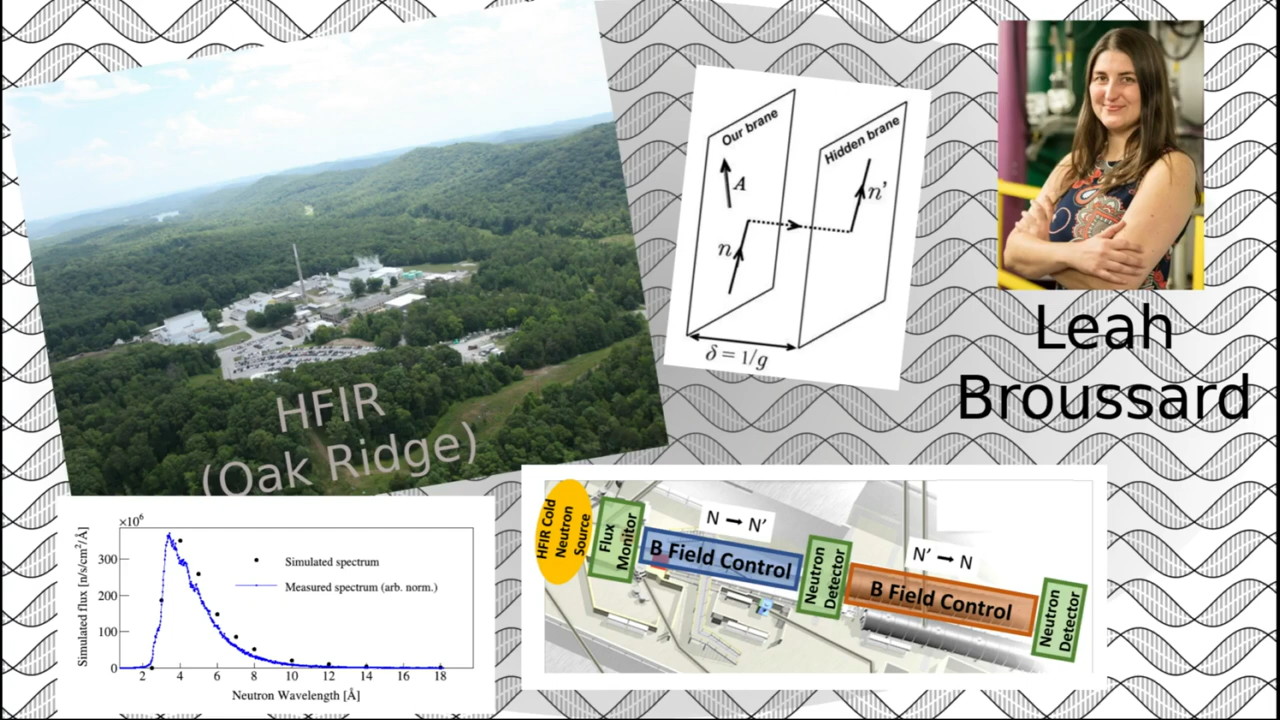 HFIR
(Oak Ridge)
Our brane
Hidden brane
A
n
n'
δ = 1/g
Leah
Broussard
×10⁶
Simulated flux [n/s/cm²/Å]
300
200
100
0
Simulated spectrum
Measured spectrum (arb. norm.)
2 4 6 8 10 12 14 16 18
Neutron Wavelength [Å]
HFIR Cold
Neutron
Source
Flux
Monitor
N → N'
B Field Control
Neutron
Detector
N' → N
B Field Control
Neutron
Detector